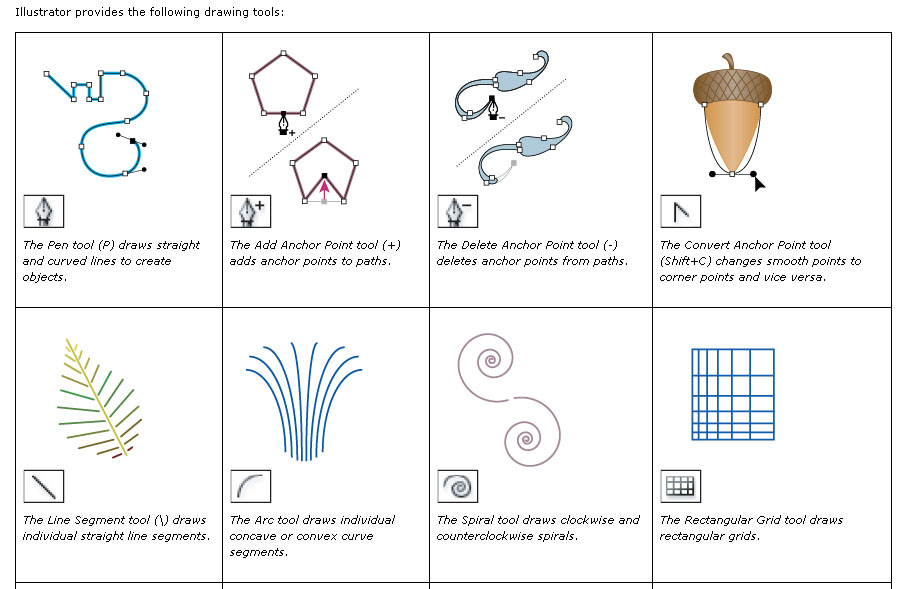 Illustrator provides the following drawing tools:
The Pen tool (P) draws straight
and curved lines to create
objects.
The Add Anchor Point tool (+)
adds anchor points to paths.
The Delete Anchor Point tool (-)
deletes anchor points from paths.
The Convert Anchor Point tool
(Shift+C) changes smooth points to
corner points and vice versa.
The Line Segment tool (\) draws
individual straight line segments.
The Arc tool draws individual
concave or convex curve
segments.
The Spiral tool draws clockwise and
counterclockwise spirals.
The Rectangular Grid tool draws
rectangular grids.